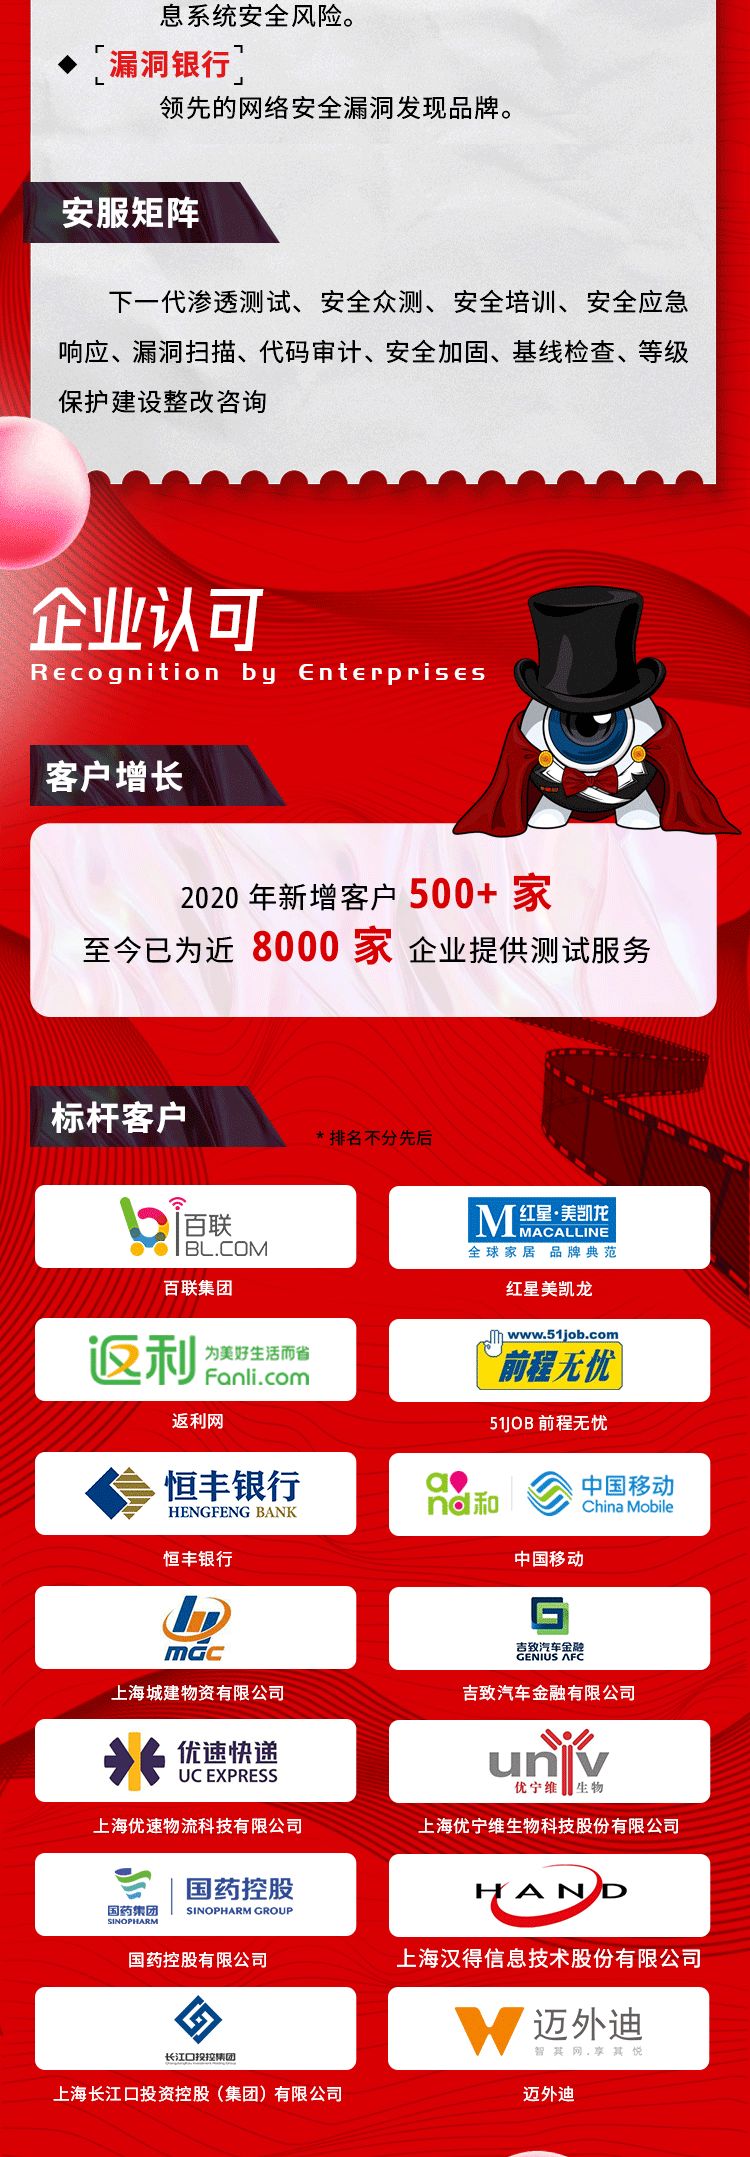 息系统安全风险。
◆ 漏洞银行
领先的网络安全漏洞发现品牌。
安服矩阵
下一代渗透测试、安全众测、安全培训、安全应急
响应、漏洞扫描、代码审计、安全加固、基线检查、等级
保护建设整改咨询
企业认可
Recognition by Enterprises
客户增长
2020 年新增客户 500+ 家
至今已为近 8000 家 企业提供测试服务
标杆客户
* 排名不分先后
百联
BL.COM
百联集团
M 红星·美凯龙
MACALLINE
全球家居 品牌典范
红星美凯龙
返利 为美好生活而省
Fanli.com
返利网
www.51job.com
前程无忧
51JOB 前程无忧
恒丰银行
HENGFENG BANK
恒丰银行
and和
中国移动
China Mobile
中国移动
MGC
上海城建物资有限公司
吉致汽车金融
GENIUS AFC
吉致汽车金融有限公司
优速快递
UC EXPRESS
上海优速物流科技有限公司
univ
优宁维 生物
上海优宁维生物科技股份有限公司
国药集团
SINOPHARM
国药控股
SINOPHARM GROUP
国药控股有限公司
HAND
上海汉得信息技术股份有限公司
长江口投控集团
上海长江口投资控股（集团）有限公司
迈外迪
智其网，享其悦
迈外迪